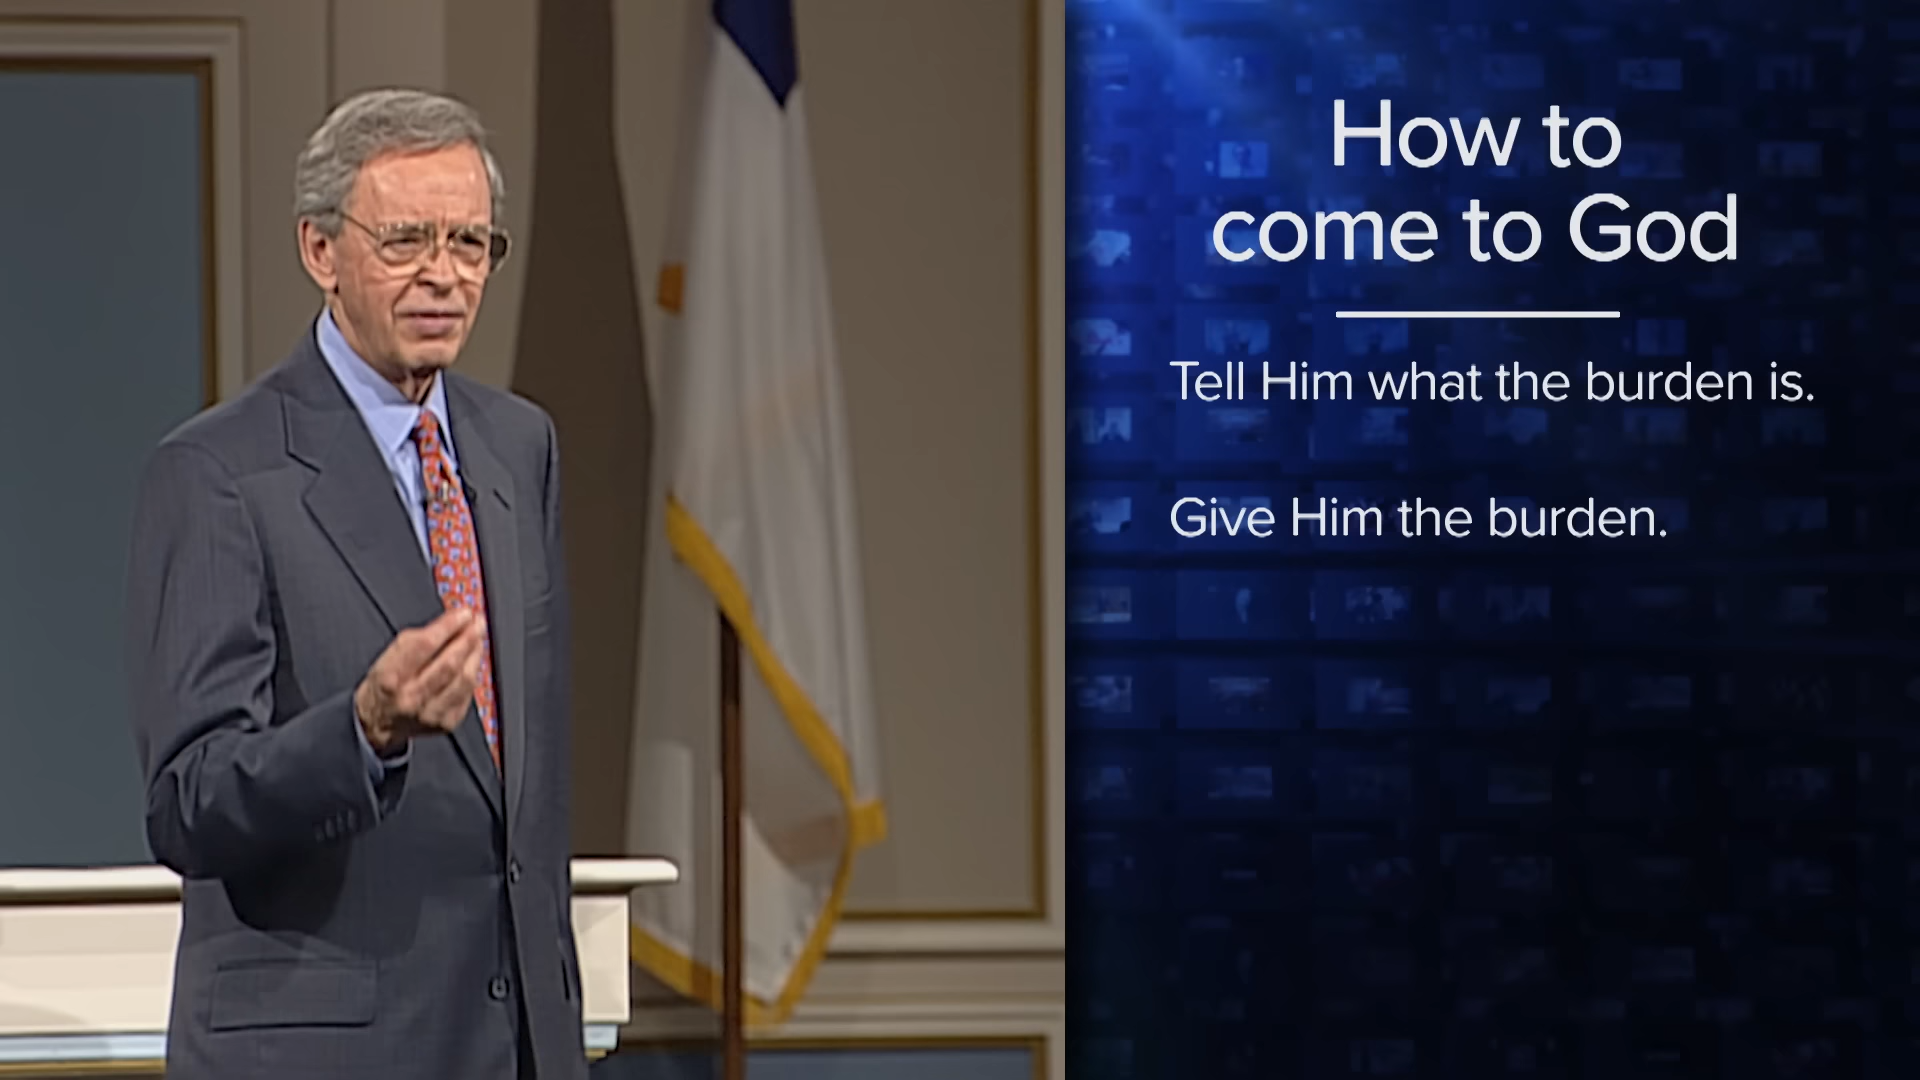 How to
come to God
Tell Him what the burden is.
Give Him the burden.